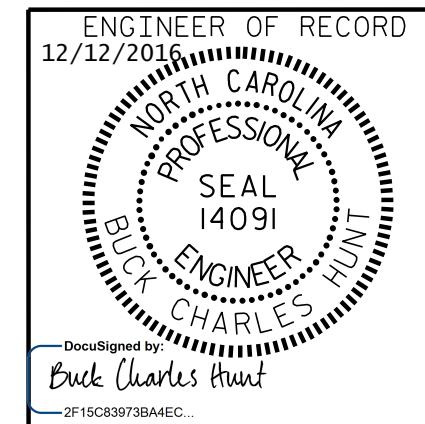 ENGINEER OF RECORD
12/12/2016
NORTH CAROLINA
PROFESSIONAL
SEAL
14091
ENGINEER
BUCK CHARLES HUNT
DocuSigned by:
Buck Charles Hunt
2F15C83973BA4EC...